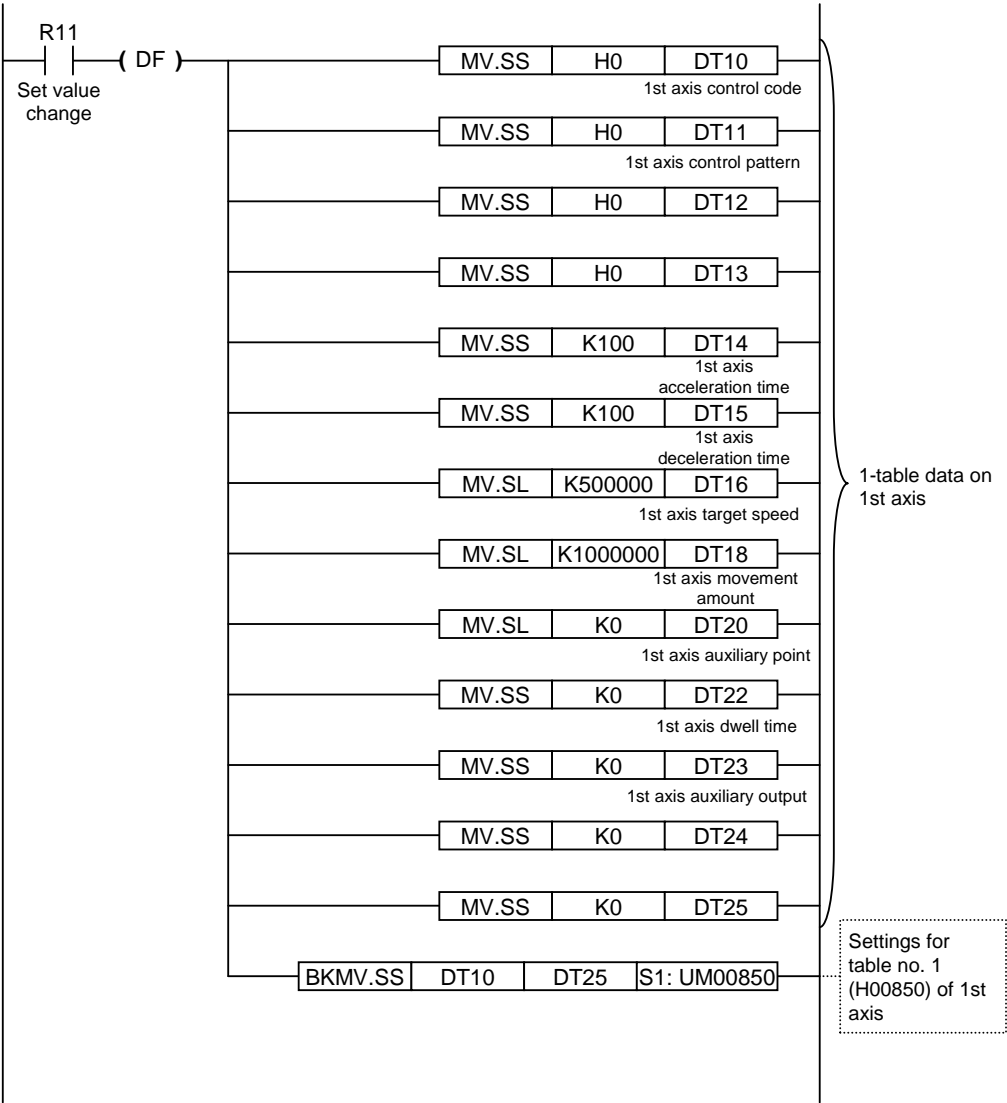 R11
( DF )
Set value
change
MV.SS H0 DT10
1st axis control code
MV.SS H0 DT11
1st axis control pattern
MV.SS H0 DT12
MV.SS H0 DT13
MV.SS K100 DT14
1st axis
acceleration time
MV.SS K100 DT15
1st axis
deceleration time
MV.SL K500000 DT16
1st axis target speed
MV.SL K1000000 DT18
1st axis movement
amount
MV.SL K0 DT20
1st axis auxiliary point
MV.SS K0 DT22
1st axis dwell time
MV.SS K0 DT23
1st axis auxiliary output
MV.SS K0 DT24
MV.SS K0 DT25
1-table data on
1st axis
BKMV.SS DT10 DT25 S1: UM00850
Settings for
table no. 1
(H00850) of 1st
axis